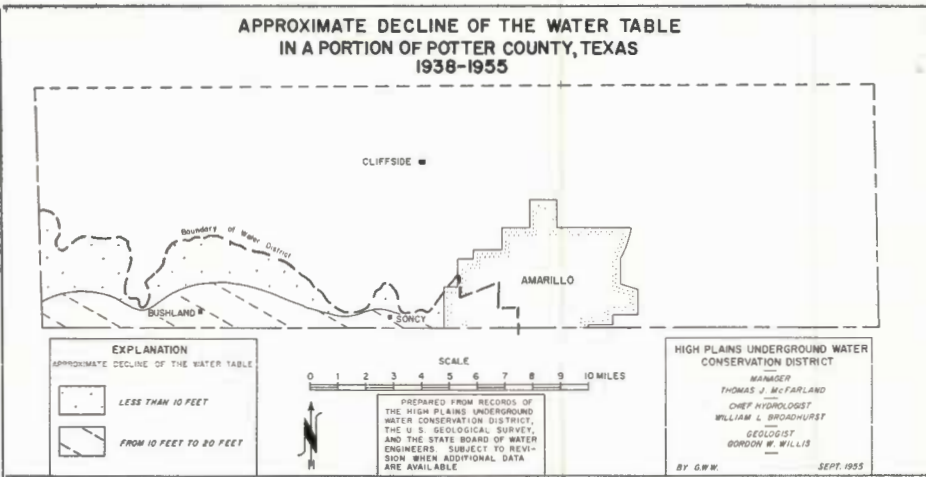 APPROXIMATE DECLINE OF THE WATER TABLE
IN A PORTION OF POTTER COUNTY, TEXAS
1938-1955
CLIFFSIDE
Boundary of Water District
AMARILLO
BUSHLAND
SONCY
EXPLANATION
APPROXIMATE DECLINE OF THE WATER TABLE
LESS THAN 10 FEET
FROM 10 FEET TO 20 FEET
SCALE
0 1 2 3 4 5 6 7 8 9 10 MILES
N
M
PREPARED FROM RECORDS OF
THE HIGH PLAINS UNDERGROUND
WATER CONSERVATION DISTRICT,
THE U. S. GEOLOGICAL SURVEY,
AND THE STATE BOARD OF WATER
ENGINEERS. SUBJECT TO REVI-
SION WHEN ADDITIONAL DATA
ARE AVAILABLE
HIGH PLAINS UNDERGROUND WATER
CONSERVATION DISTRICT
MANAGER
THOMAS J. McFARLAND
CHIEF HYDROLOGIST
WILLIAM L. BROADHURST
GEOLOGIST
GORDON W. WILLIS
BY G.W.W. SEPT. 1955